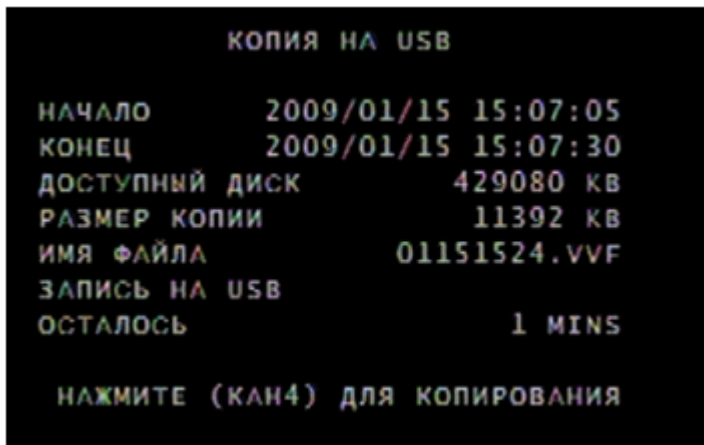 КОПИЯ НА USB
НАЧАЛО 2009/01/15 15:07:05
КОНЕЦ 2009/01/15 15:07:30
ДОСТУПНЫЙ ДИСК 429080 KB
РАЗМЕР КОПИИ 11392 KB
ИМЯ ФАЙЛА 01151524.VVF
ЗАПИСЬ НА USB
ОСТАЛОСЬ 1 MINS
НАЖМИТЕ (КАН4) ДЛЯ КОПИРОВАНИЯ